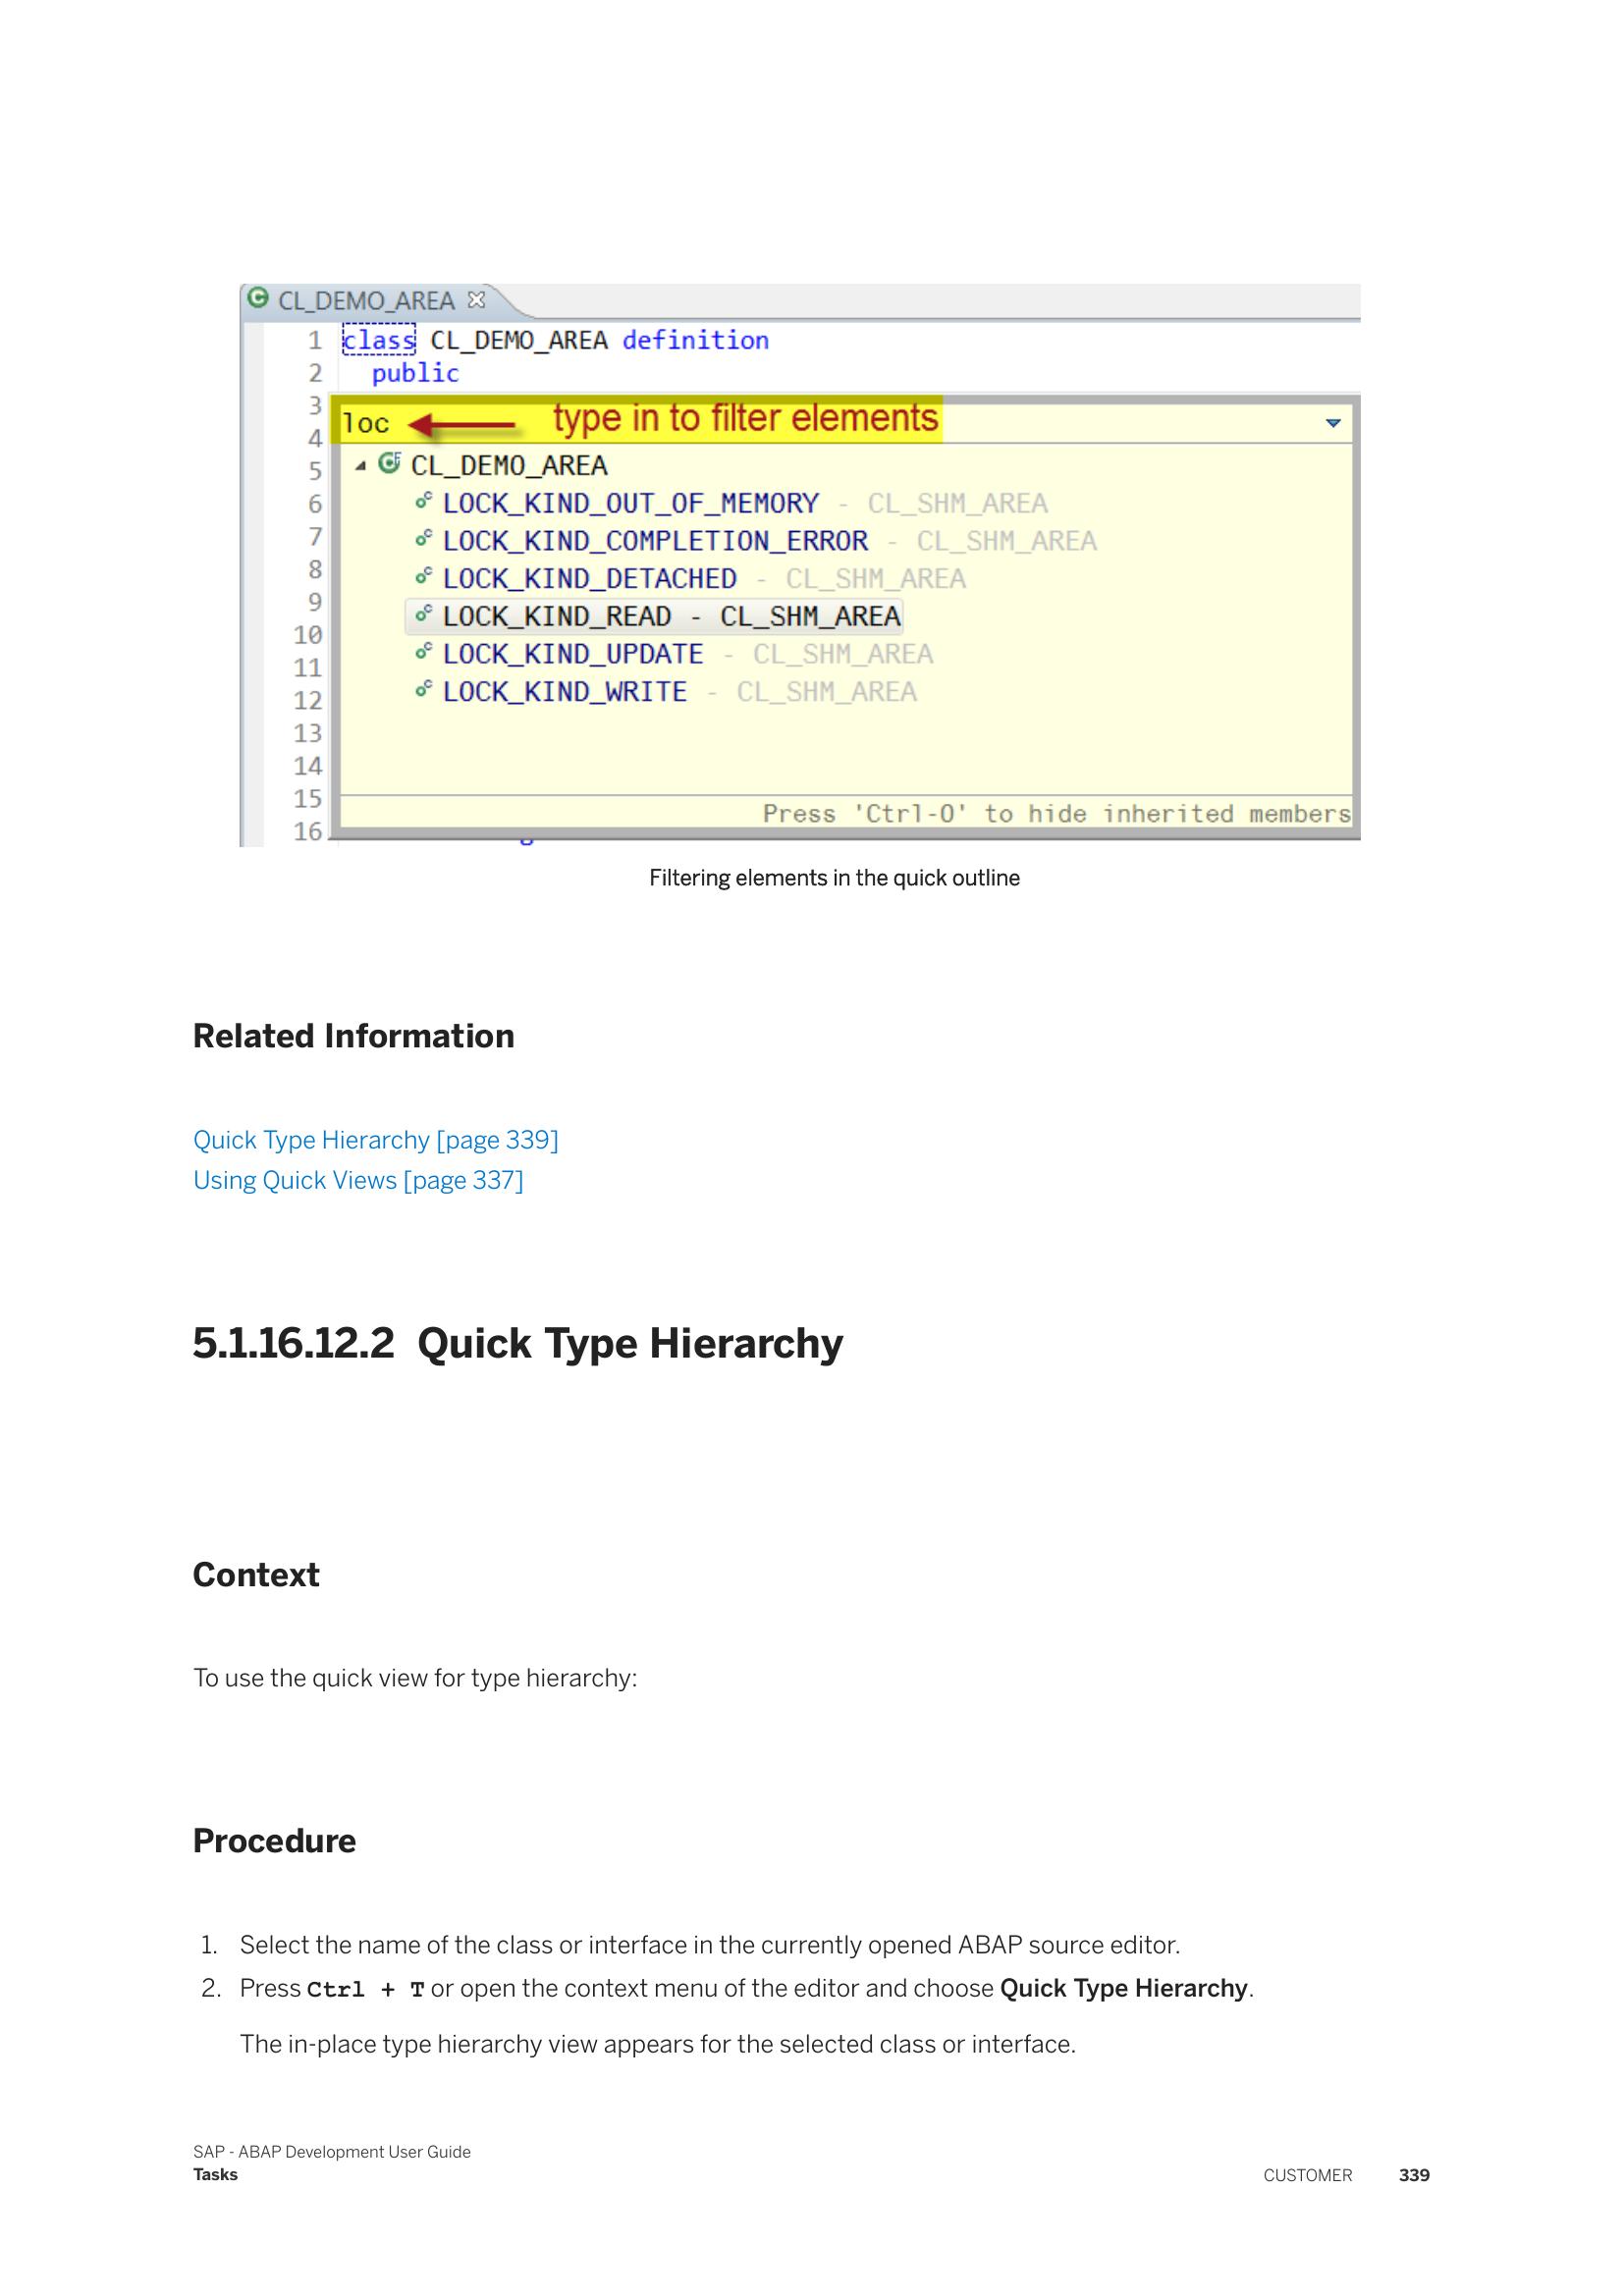 CL_DEMO_AREA
1 class CL_DEMO_AREA definition
2 public
3
4
5
6
7
8
9
10
11
12
13
14
15
16
loc type in to filter elements
CL_DEMO_AREA
LOCK_KIND_OUT_OF_MEMORY - CL_SHM_AREA
LOCK_KIND_COMPLETION_ERROR - CL_SHM_AREA
LOCK_KIND_DETACHED - CL_SHM_AREA
LOCK_KIND_READ - CL_SHM_AREA
LOCK_KIND_UPDATE - CL_SHM_AREA
LOCK_KIND_WRITE - CL_SHM_AREA
Press 'Ctrl-O' to hide inherited members
Filtering elements in the quick outline
Related Information
Quick Type Hierarchy [page 339]
Using Quick Views [page 337]
5.1.16.12.2 Quick Type Hierarchy
Context
To use the quick view for type hierarchy:
Procedure
1. Select the name of the class or interface in the currently opened ABAP source editor.
2. Press Ctrl + T or open the context menu of the editor and choose Quick Type Hierarchy.
The in-place type hierarchy view appears for the selected class or interface.
SAP - ABAP Development User Guide
Tasks
CUSTOMER 339